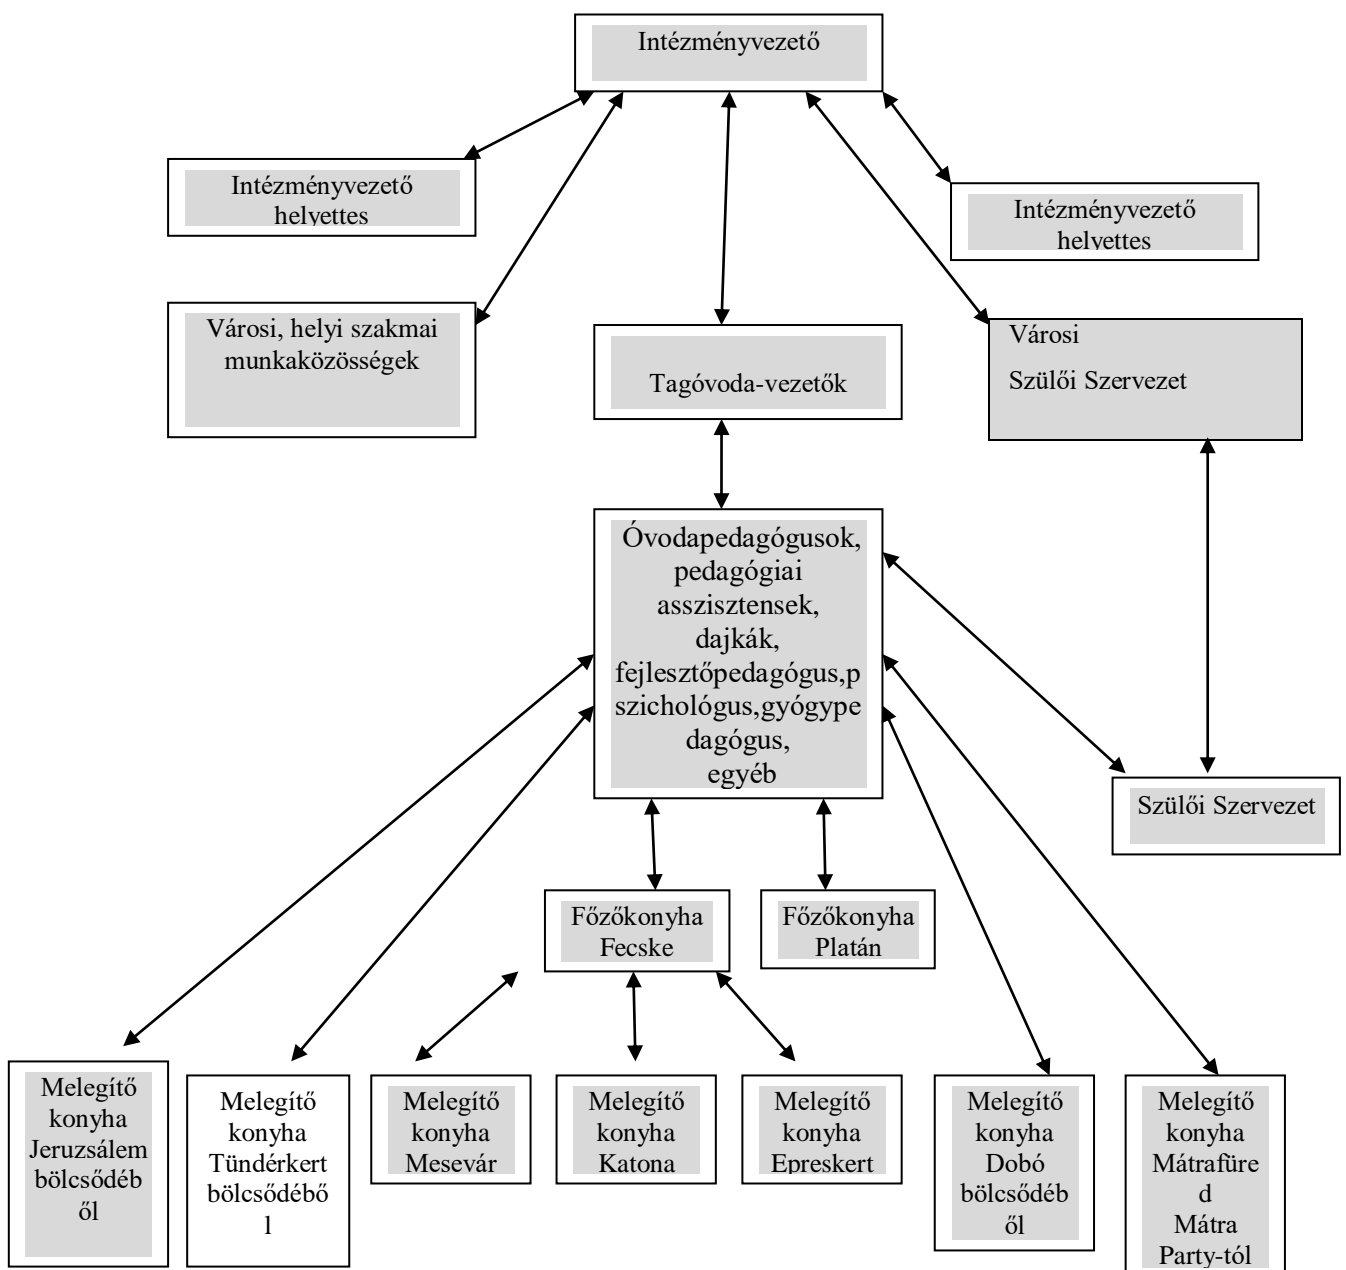 Intézményvezető
Intézményvezető
helyettes
Intézményvezető
helyettes
Városi, helyi szakmai
munkaközösségek
Tagóvoda-vezetők
Városi
Szülői Szervezet
Óvodapedagógusok,
pedagógiai
asszisztensek,
dajkák,
fejlesztőpedagógus,p
szichológus,gyógype
dagógus,
egyéb
Szülői Szervezet
Főzőkonyha
Fecske
Főzőkonyha
Platán
Melegítő
konyha
Jeruzsálem
bölcsődéb
ől
Melegítő
konyha
Tündérkert
bölcsődébő
l
Melegítő
konyha
Mesevár
Melegítő
konyha
Katona
Melegítő
konyha
Epreskert
Melegítő
konyha
Dobó
bölcsődéb
ől
Melegítő
konyha
Mátrafüre
d
Mátra
Party-tól